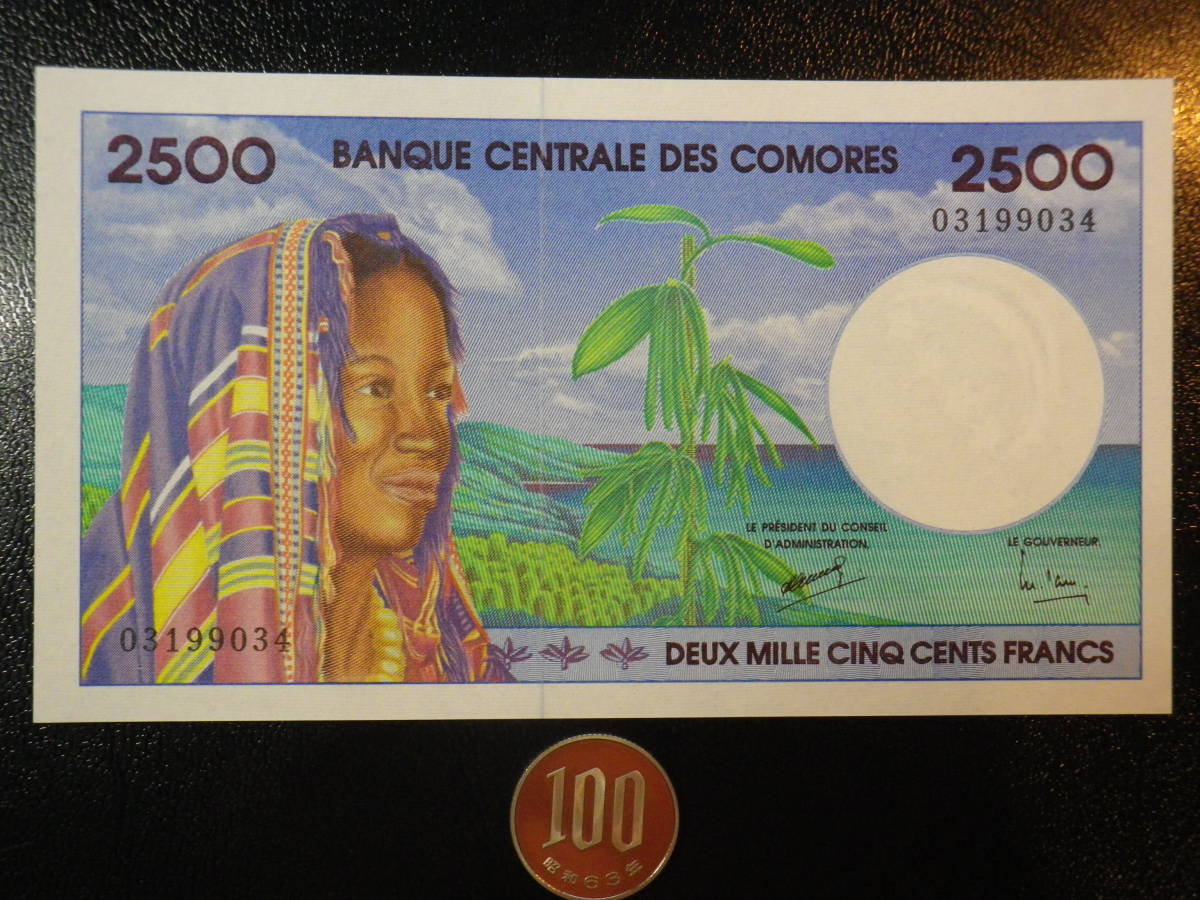 2500 BANQUE CENTRALE DES COMORES 2500
03199034
LE PRÉSIDENT DU CONSEIL
D'ADMINISTRATION,
LE GOUVERNEUR,
03199034
DEUX MILLE CINQ CENTS FRANCS
100
昭和63年